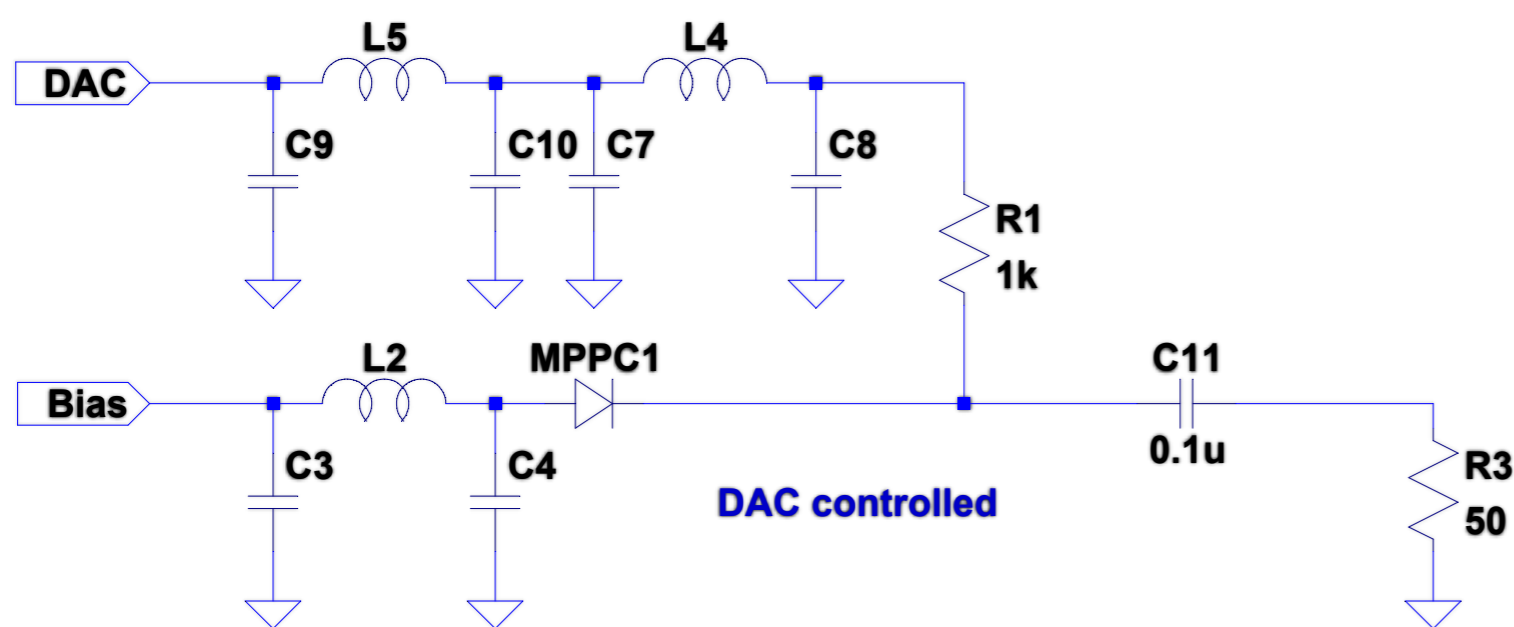 L5
L4
DAC
C9
C10
C7
C8
R1
1k
L2
MPPC1
C11
Bias
C3
C4
0.1u
R3
DAC controlled
50